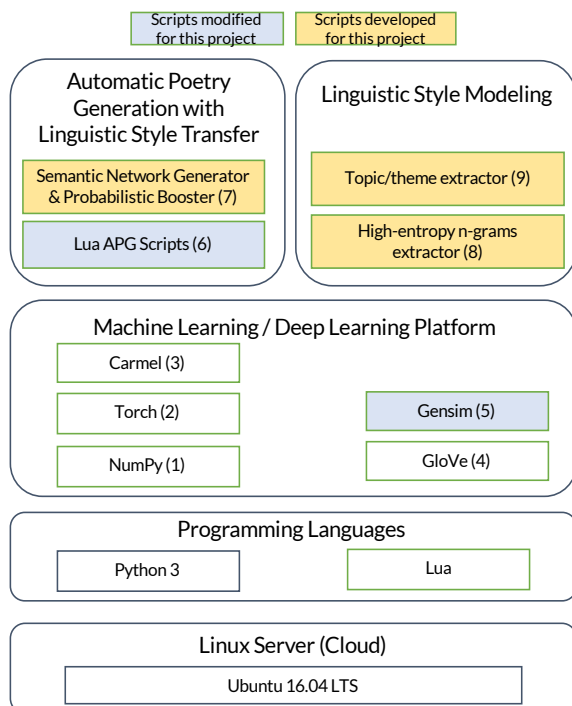 Scripts modified
for this project
Scripts developed
for this project
Automatic Poetry
Generation with
Linguistic Style Transfer
Semantic Network Generator
& Probabilistic Booster (7)
Lua APG Scripts (6)
Linguistic Style Modeling
Topic/theme extractor (9)
High-entropy n-grams
extractor (8)
Machine Learning / Deep Learning Platform
Carmel (3)
Torch (2)
NumPy (1)
Gensim (5)
GloVe (4)
Programming Languages
Python 3
Lua
Linux Server (Cloud)
Ubuntu 16.04 LTS